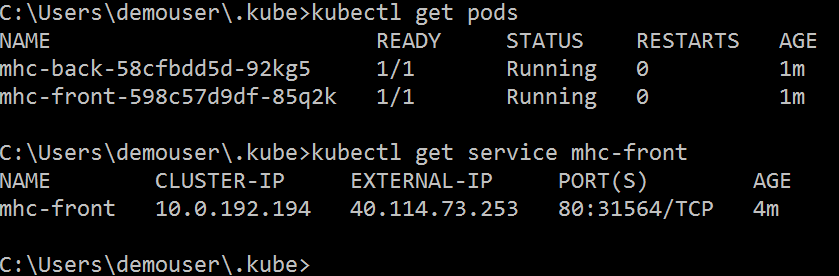 C:\Users\demouser\.kube>kubectl get pods
NAME READY STATUS RESTARTS AGE
mhc-back-58cfbdd5d-92kg5 1/1 Running 0 1m
mhc-front-598c57d9df-85q2k 1/1 Running 0 1m
C:\Users\demouser\.kube>kubectl get service mhc-front
NAME CLUSTER-IP EXTERNAL-IP PORT(S) AGE
mhc-front 10.0.192.194 40.114.73.253 80:31564/TCP 4m
C:\Users\demouser\.kube>